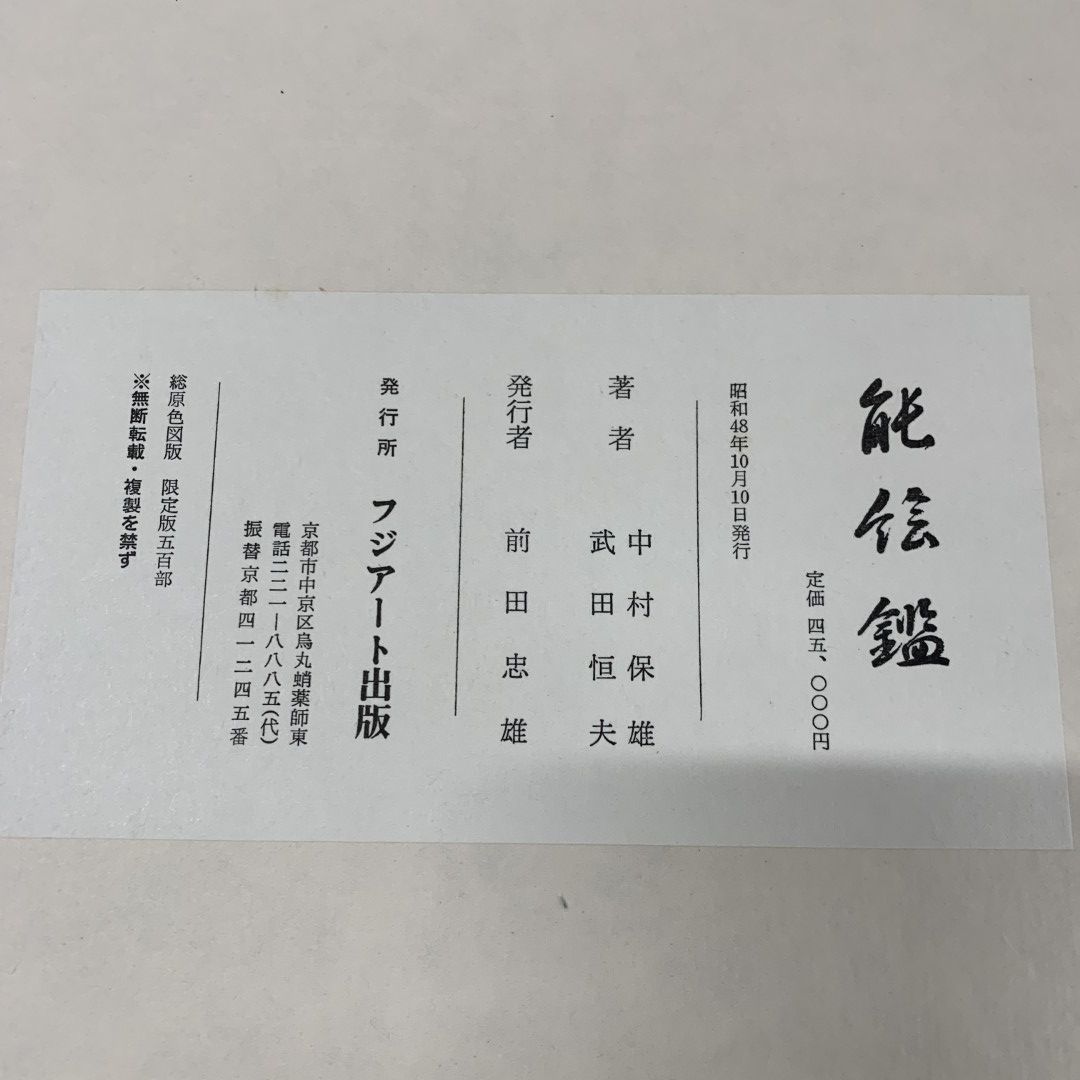 能絵鑑
定価 四五、〇〇〇円
昭和48年10月10日発行
著者 中村保雄
武田恒夫
発行者 前田忠雄
発行所 フジアート出版
京都市中京区烏丸蛸薬師東
電話二二一ー八八八五(代)
振替京都四一二四五番
総原色図版 限定版五百部
※無断転載・複製を禁ず